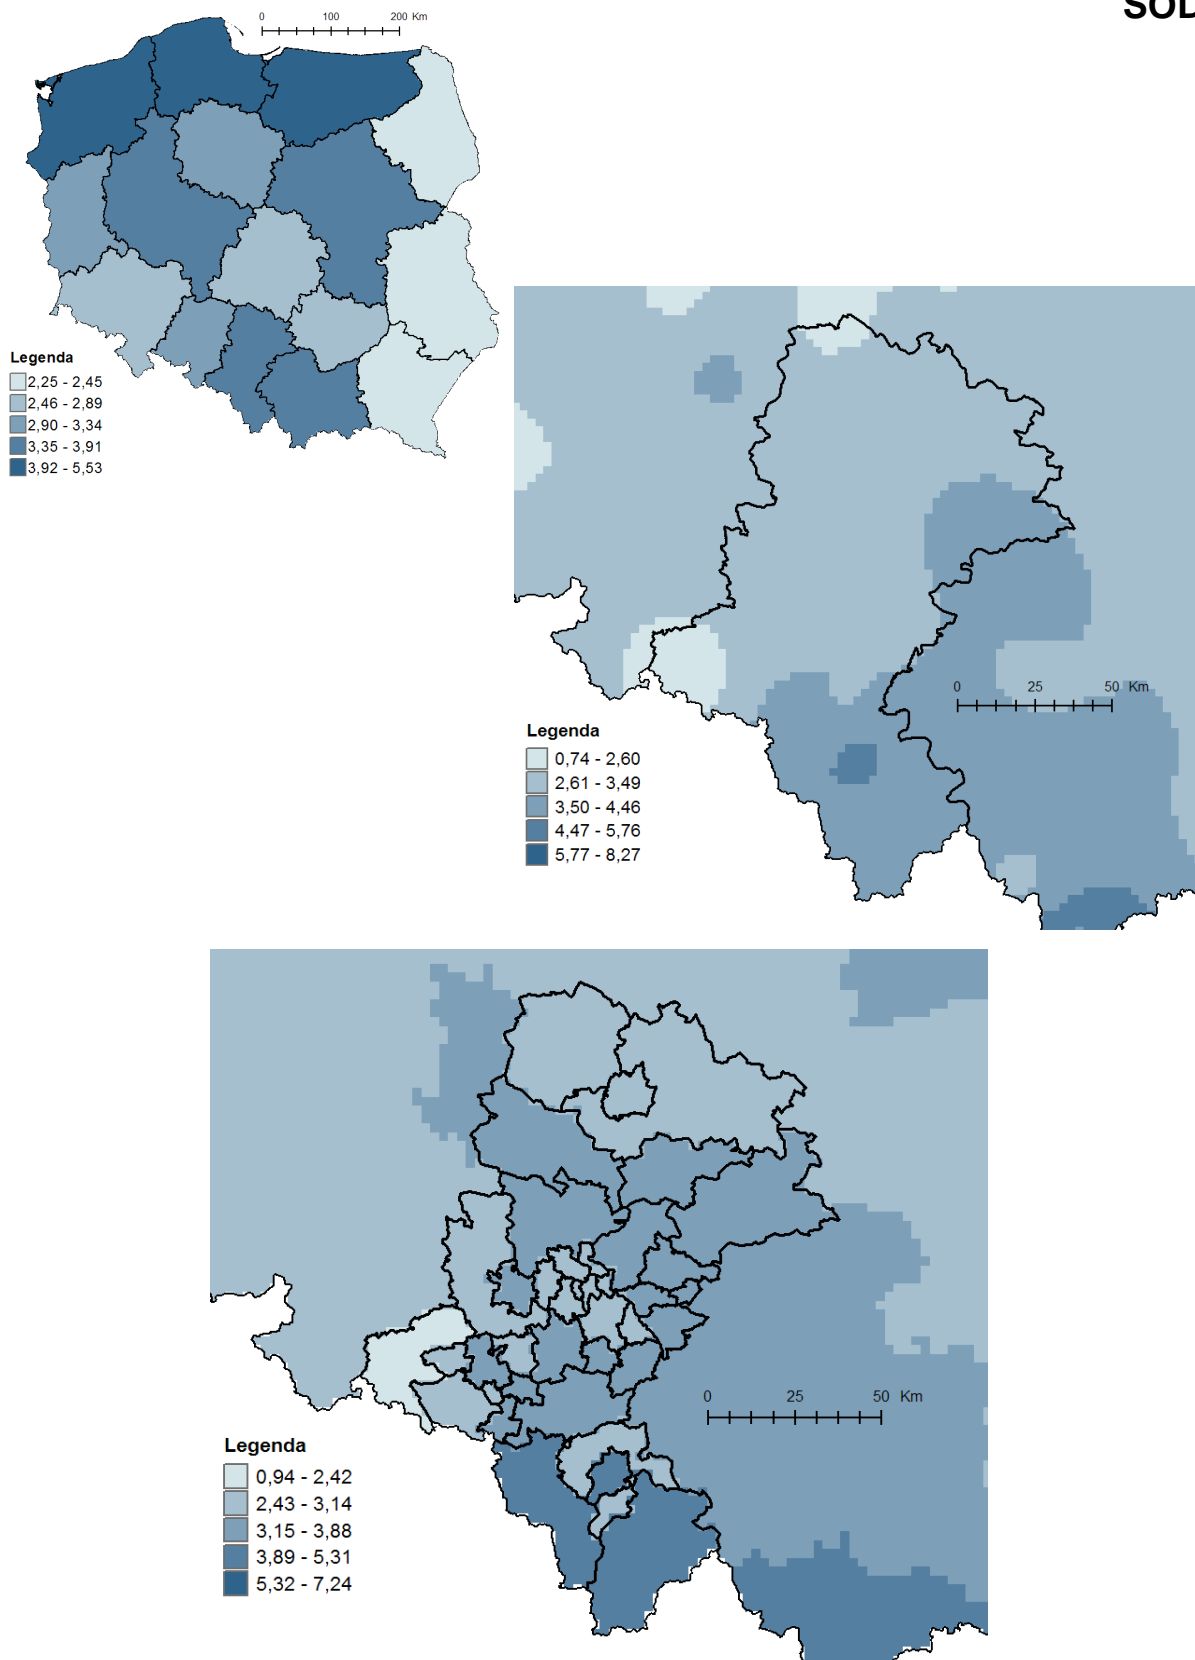 SOD
0 100 200 Km
Legenda
2,25 - 2,45
2,46 - 2,89
2,90 - 3,34
3,35 - 3,91
3,92 - 5,53
0 25 50 Km
Legenda
0,74 - 2,60
2,61 - 3,49
3,50 - 4,46
4,47 - 5,76
5,77 - 8,27
0 25 50 Km
Legenda
0,94 - 2,42
2,43 - 3,14
3,15 - 3,88
3,89 - 5,31
5,32 - 7,24